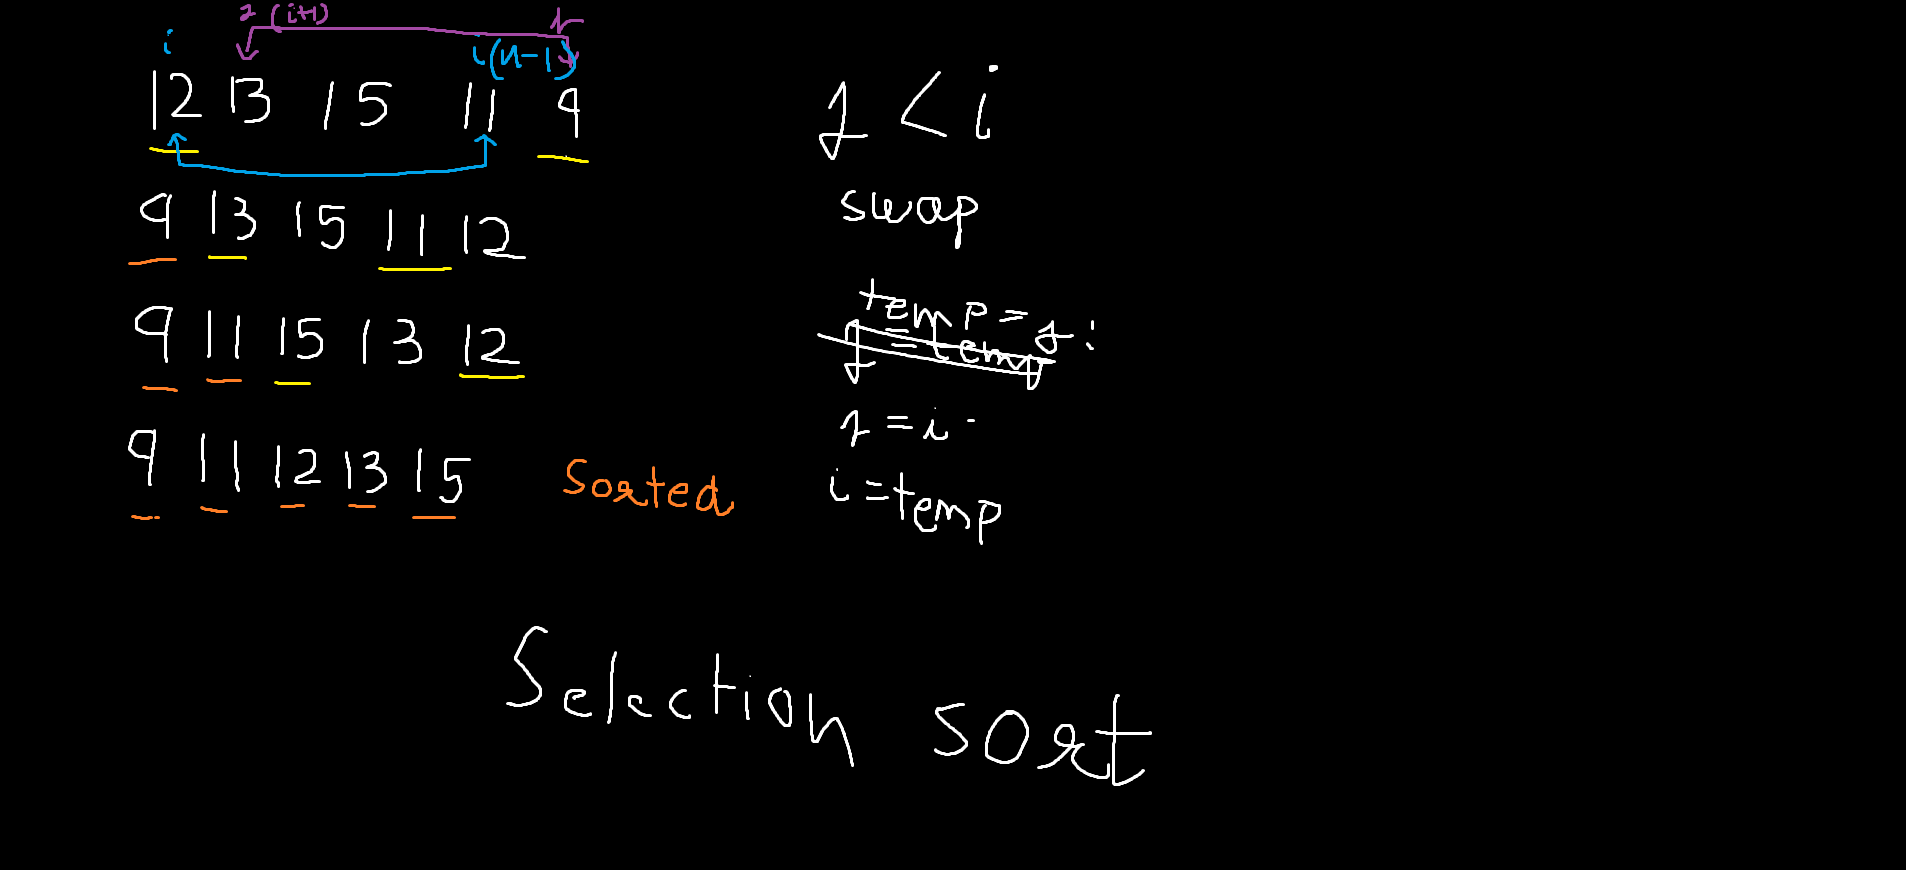 j (i+1) n
i i(n-1)
12 13 15 11 9
9 13 15 11 12
9 11 15 13 12
9 11 12 13 15 Sorted
j < i
swap
temp = j i
j = temp
j = i
i = temp
Selection sort